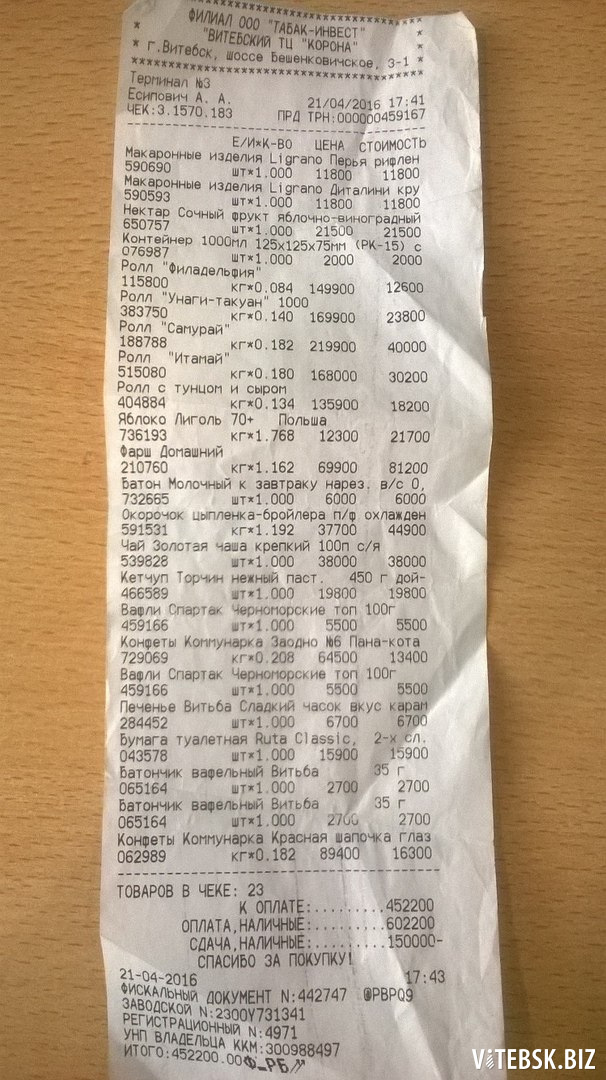 ****************************
* ФИЛИАЛ ООО "ТАБАК-ИНВЕСТ"
* "ВИТЕБСКИЙ ТЦ "КОРОНА" *
* г.Витебск, шоссе Бешенковичское, 3-1 *
****************************
Терминал №3
Есипович А. А. 21/04/2016 17:41
ЧЕК:3.1570.183 ПРД ТРН:000000459167
Е/И*К-ВО ЦЕНА СТОИМОСТЬ
Макаронные изделия Ligrano Перья рифлен
590690 шт*1.000 11800 11800
Макаронные изделия Ligrano Диталини кру
590593 шт*1.000 11800 11800
Нектар Сочный фрукт яблочно-виноградный
650757 шт*1.000 21500 21500
Контейнер 1000мл 125х125х75мм (РК-15) с
076987 шт*1.000 2000 2000
Ролл "Филадельфия"
115800 кг*0.084 149900 12600
Ролл "Унаги-такуан" 1000
383750 кг*0.140 169900 23800
Ролл "Самурай"
188788 кг*0.182 219900 40000
Ролл "Итамай"
515080 кг*0.180 168000 30200
Ролл с тунцом и сыром
404884 кг*0.134 135900 18200
Яблоко Лиголь 70+ Польша
736193 кг*1.768 12300 21700
Фарш Домашний
210760 кг*1.162 69900 81200
Батон Молочный к завтраку нарез. в/с 0,
732665 шт*1.000 6000 6000
Окорочок цыпленка-бройлера п/ф охлажден
591531 кг*1.192 37700 44900
Чай Золотая чаша крепкий 100п с/я
539828 шт*1.000 38000 38000
Кетчуп Торчин нежный паст. 450 г дой-
466589 шт*1.000 19800 19800
Вафли Спартак Черноморские топ 100г
459166 шт*1.000 5500 5500
Конфеты Коммунарка Заодно №6 Пана-кота
729069 кг*0.208 64500 13400
Вафли Спартак Черноморские топ 100г
459166 шт*1.000 5500 5500
Печенье Витьба Сладкий часок вкус карам
284452 шт*1.000 6700 6700
Бумага туалетная Ruta Classic, 2-х сл.
043578 шт*1.000 15900 15900
Батончик вафельный Витьба 35 г
065164 шт*1.000 2700 2700
Батончик вафельный Витьба 35 г
065164 шт*1.000 2700 2700
Конфеты Коммунарка Красная шапочка глаз
062989 кг*0.182 89400 16300
ТОВАРОВ В ЧЕКЕ: 23
К ОПЛАТЕ:.........452200
ОПЛАТА,НАЛИЧНЫЕ:.........602200
СДАЧА,НАЛИЧНЫЕ:.........150000-
СПАСИБО ЗА ПОКУПКУ!
21-04-2016 17:43
ФИСКАЛЬНЫЙ ДОКУМЕНТ N:442747 @PBPQ9
ЗАВОДСКОЙ N:2300У731341
РЕГИСТРАЦИОННЫЙ N:4971
УНП ВЛАДЕЛЬЦА ККМ:300988497
ИТОГО:452200.00Ф_РБ
ViTEBSK.BIZ